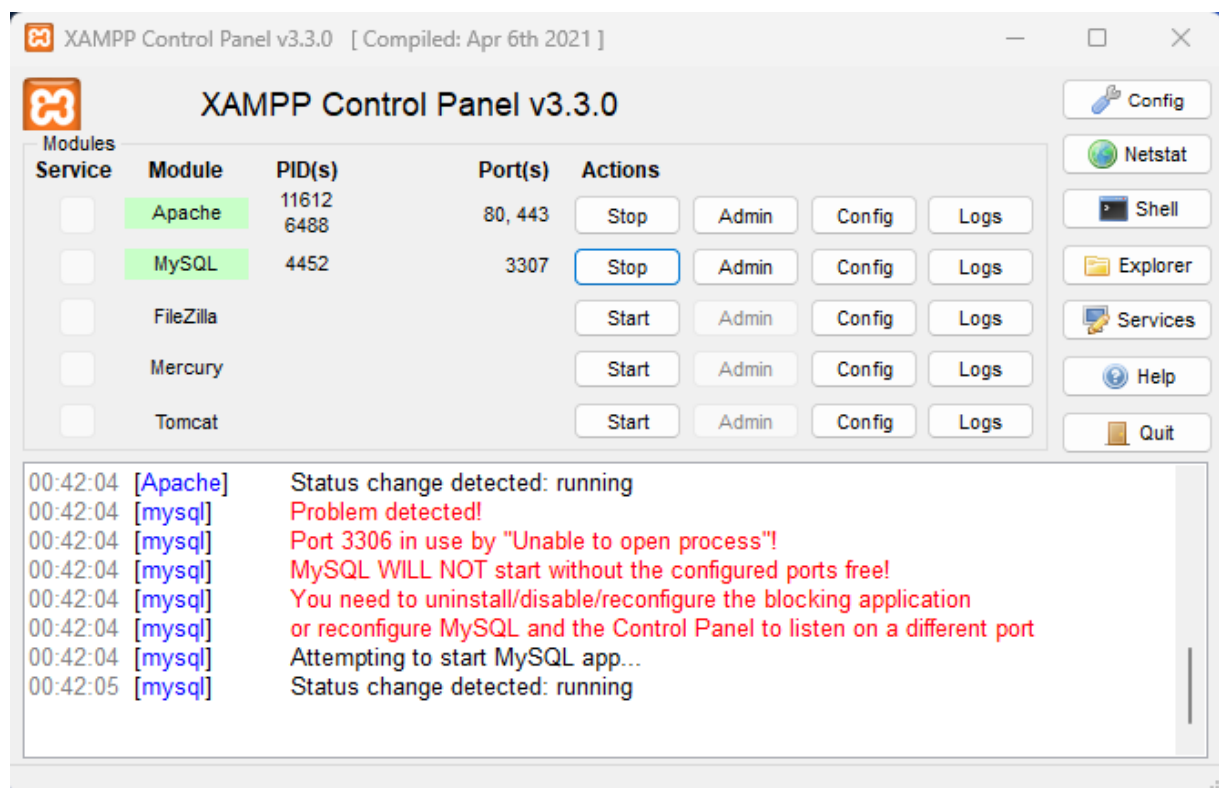 XAMPP Control Panel v3.3.0 [ Compiled: Apr 6th 2021 ]
XAMPP Control Panel v3.3.0
Config
Modules
Netstat
Service Module PID(s) Port(s) Actions
Apache 11612 6488 80, 443 Stop Admin Config Logs
Shell
MySQL 4452 3307 Stop Admin Config Logs
Explorer
FileZilla Start Admin Config Logs
Services
Mercury Start Admin Config Logs
Help
Tomcat Start Admin Config Logs
Quit
00:42:04 [Apache] Status change detected: running
00:42:04 [mysql] Problem detected!
00:42:04 [mysql] Port 3306 in use by "Unable to open process"!
00:42:04 [mysql] MySQL WILL NOT start without the configured ports free!
00:42:04 [mysql] You need to uninstall/disable/reconfigure the blocking application
00:42:04 [mysql] or reconfigure MySQL and the Control Panel to listen on a different port
00:42:04 [mysql] Attempting to start MySQL app...
00:42:05 [mysql] Status change detected: running